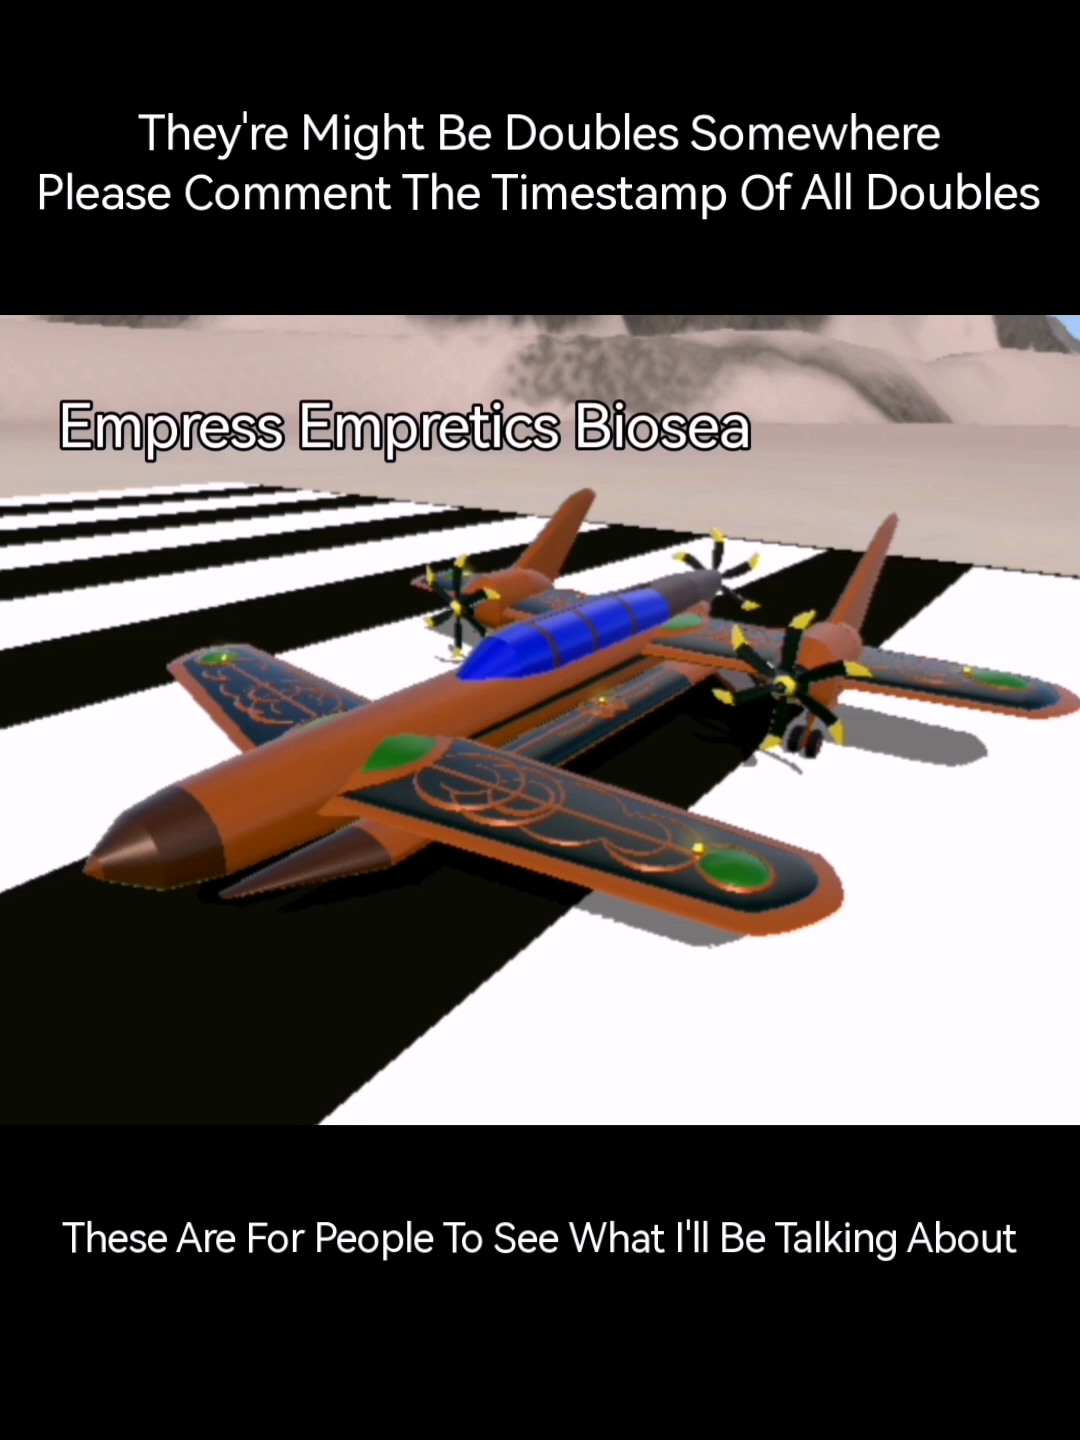 They're Might Be Doubles Somewhere
Please Comment The Timestamp Of All Doubles
Empress Empretics Biosea
These Are For People To See What I'll Be Talking About